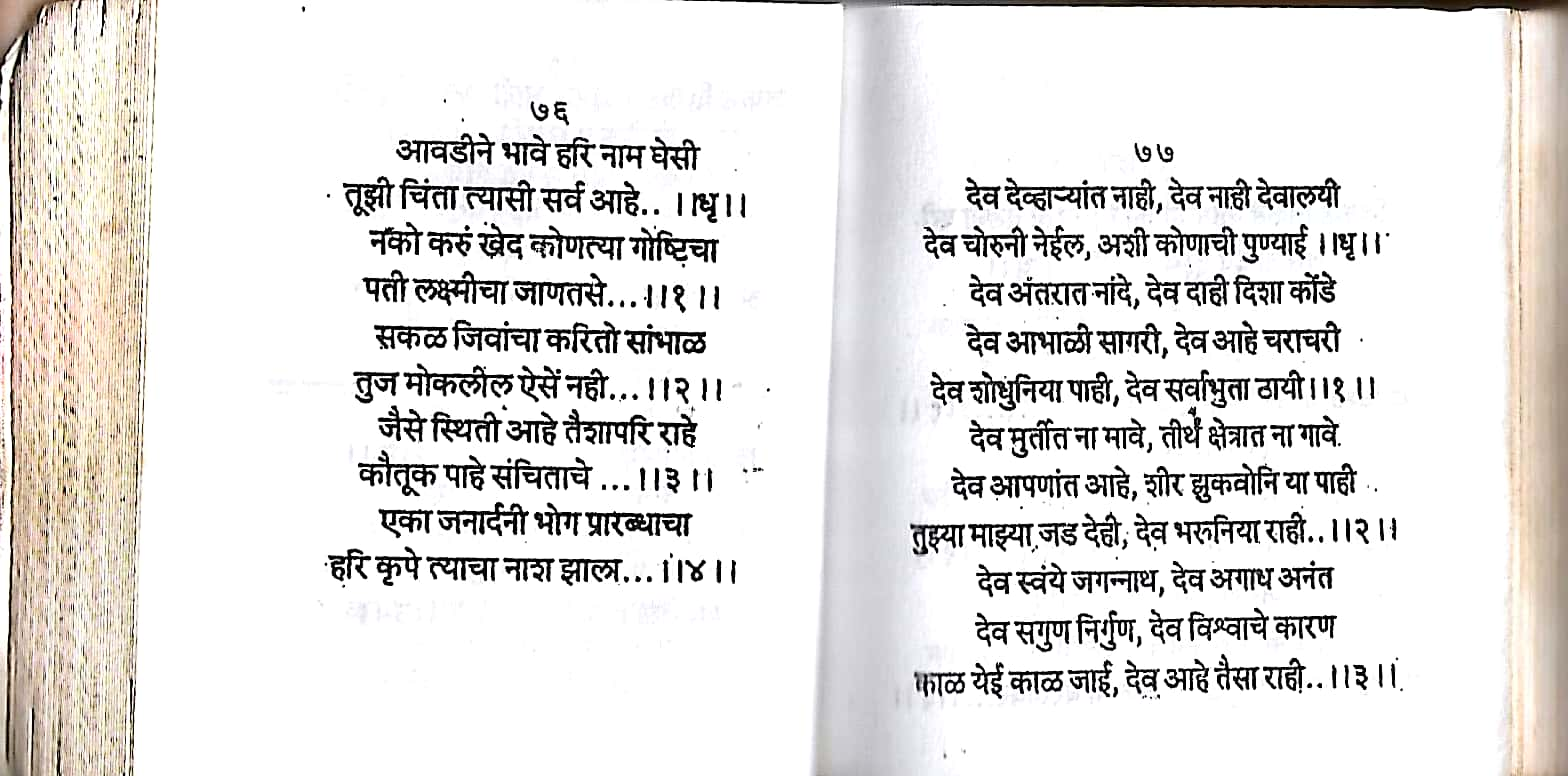 ७६
आवडीने भावे हरि नाम घेसी
तूझी चिंता त्यासी सर्व आहे.. ।।धृ।।
नको करुं खेद कोणत्या गोष्टिचा
पती लक्ष्मीचा जाणतसे...।।१।।
सकळ जिवांचा करितो सांभाळ
तुज मोकलील ऐसें नही...।।२।।
जैसे स्थिती आहे तैशापरि राहे
कौतूक पाहे संचिताचे ...।।३।।
एका जनार्दनी भोग प्रारब्धाचा
हरि कृपे त्याचा नाश झाला...।।४।।
७७
देव देव्हाऱ्यांत नाही, देव नाही देवालयी
देव चोरुनी नेईल, अशी कोणाची पुण्याई ।।धृ।।
देव अंतरात नांदे, देव दाही दिशा कोंडे
देव आभाळी सागरी, देव आहे चराचरी
देव शोधुनिया पाही, देव सर्वाभुता ठायी।।१।।
देव मुर्तीत ना मावे, तीर्थ क्षेत्रात ना गावे.
देव आपणांत आहे, शीर झुकवोनि या पाही ..
तुझ्या माझ्या जड देही, देव भरुनिया राही..।।२।।
देव स्वंये जगन्नाथ, देव अगाध अनंत
देव सगुण निर्गुण, देव विश्वाचे कारण
काळ येई काळ जाई, देव आहे तैसा राही..।।३।।